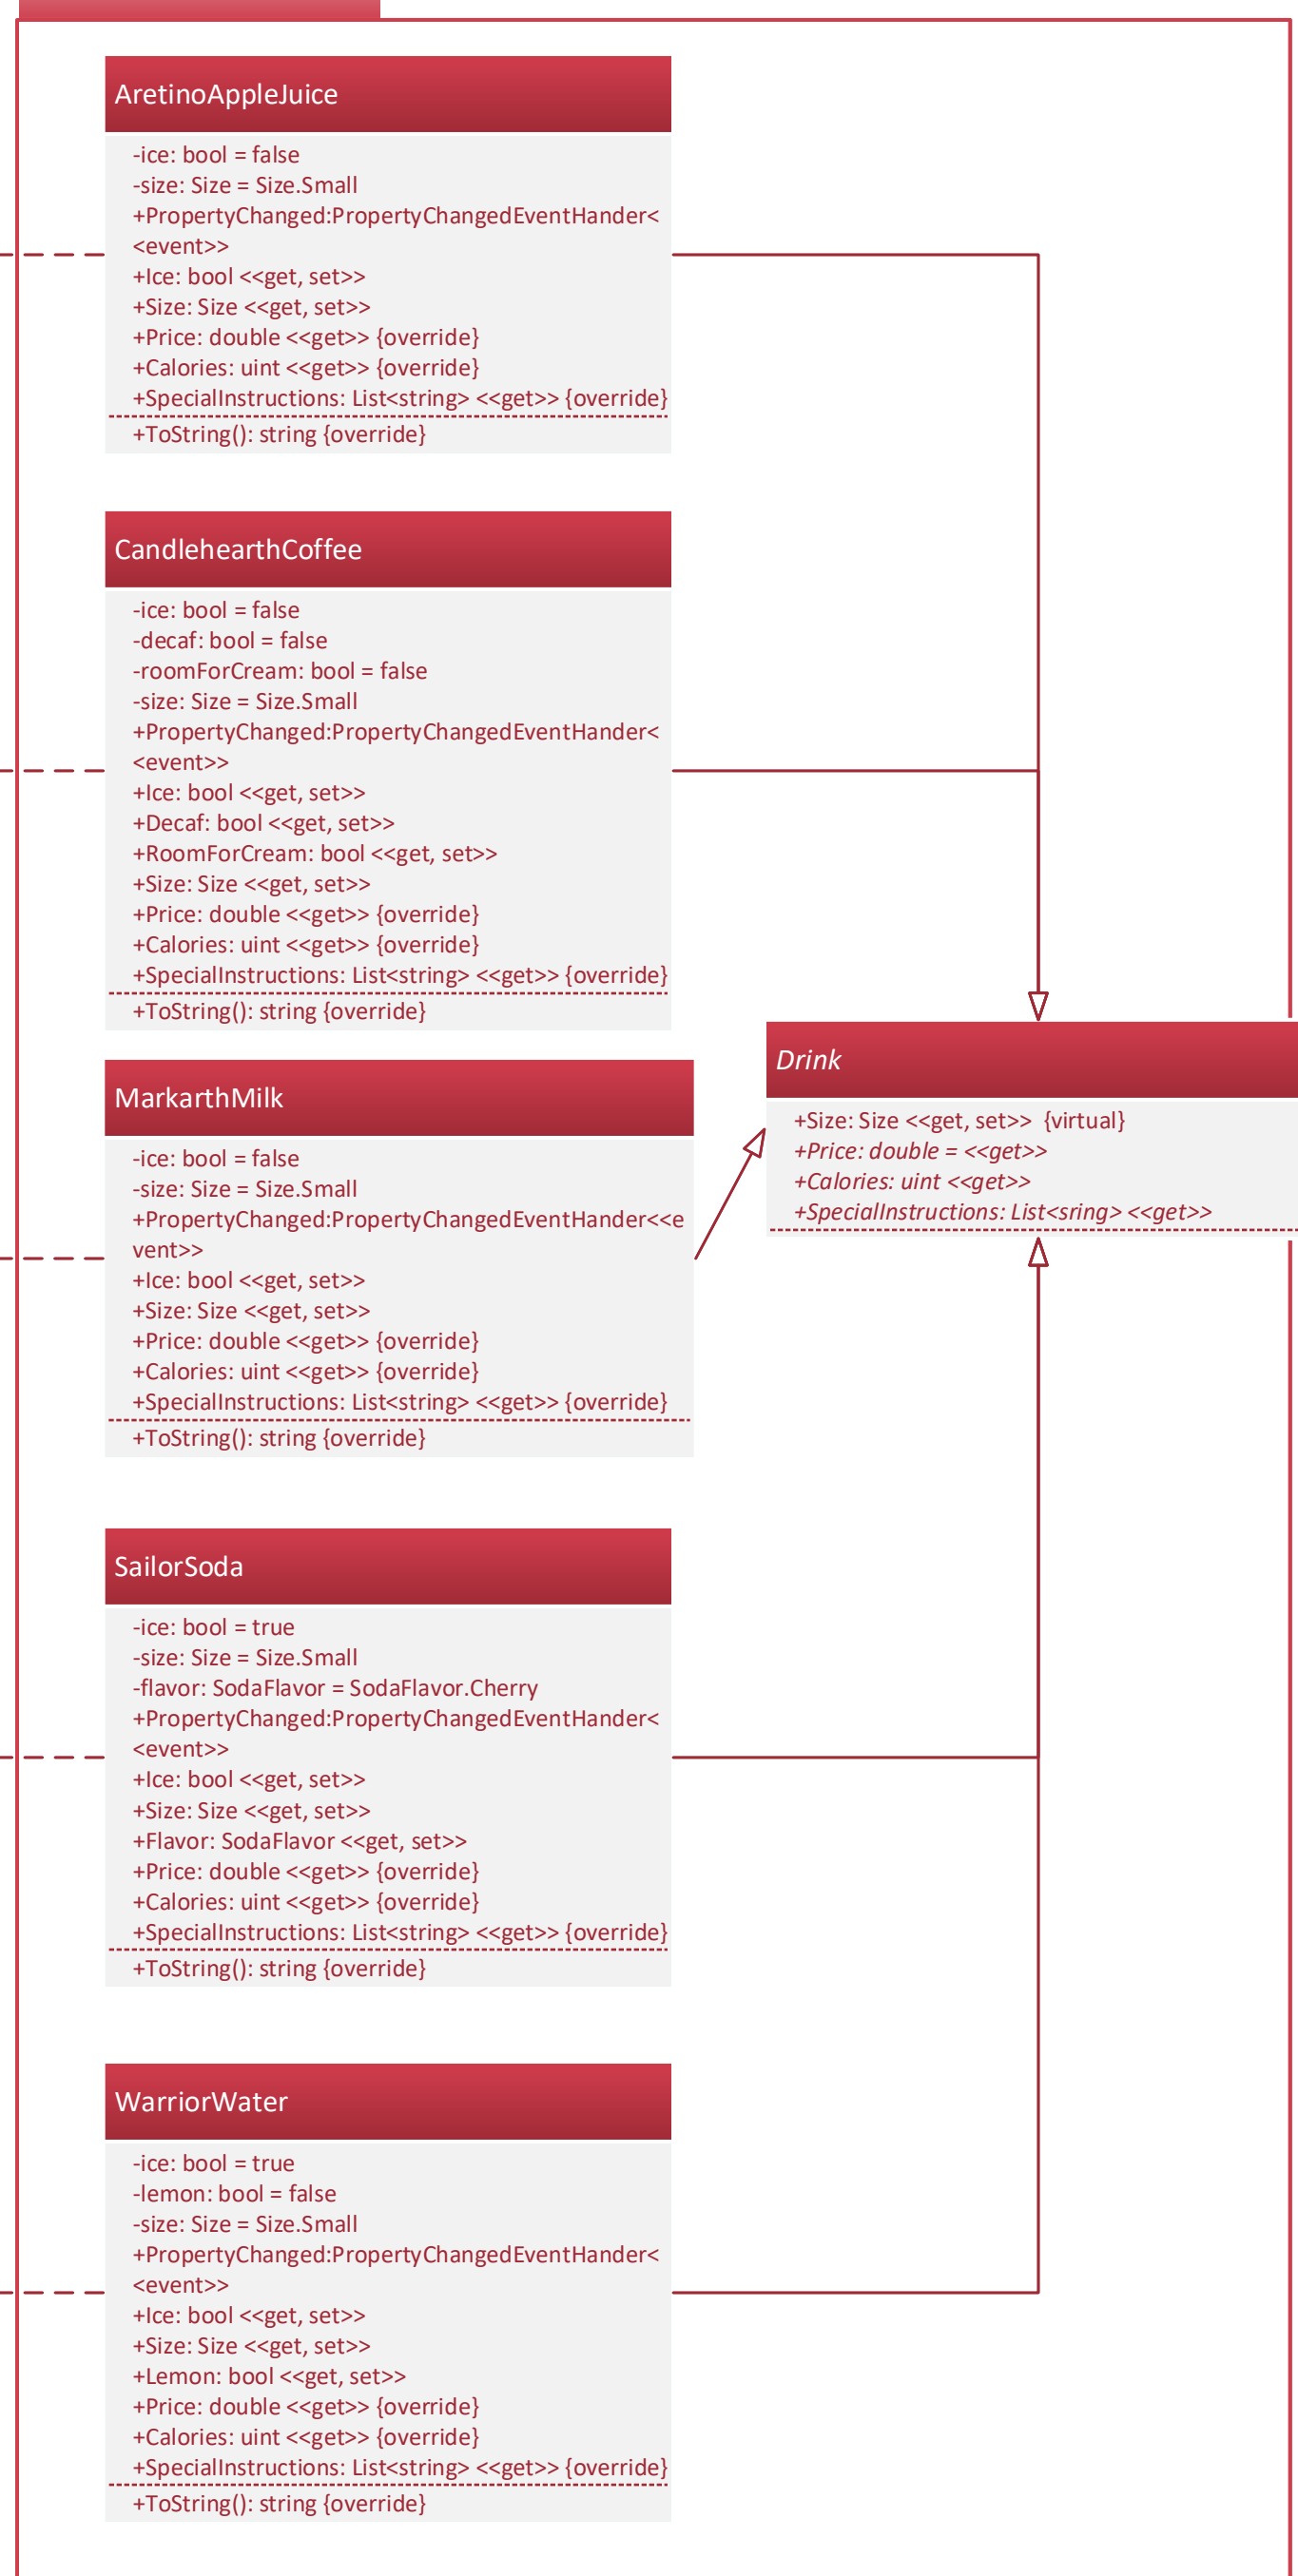 AretinoAppleJuice
-ice: bool = false
-size: Size = Size.Small
+PropertyChanged:PropertyChangedEventHander<
<event>>
+Ice: bool <<get, set>>
+Size: Size <<get, set>>
+Price: double <<get>> {override}
+Calories: uint <<get>> {override}
+SpecialInstructions: List<string> <<get>> {override}
+ToString(): string {override}
CandlehearthCoffee
-ice: bool = false
-decaf: bool = false
-roomForCream: bool = false
-size: Size = Size.Small
+PropertyChanged:PropertyChangedEventHander<
<event>>
+Ice: bool <<get, set>>
+Decaf: bool <<get, set>>
+RoomForCream: bool <<get, set>>
+Size: Size <<get, set>>
+Price: double <<get>> {override}
+Calories: uint <<get>> {override}
+SpecialInstructions: List<string> <<get>> {override}
+ToString(): string {override}
Drink
+Size: Size <<get, set>>  {virtual}
+Price: double = <<get>>
+Calories: uint <<get>>
+SpecialInstructions: List<sring> <<get>>
MarkarthMilk
-ice: bool = false
-size: Size = Size.Small
+PropertyChanged:PropertyChangedEventHander<<e
vent>>
+Ice: bool <<get, set>>
+Size: Size <<get, set>>
+Price: double <<get>> {override}
+Calories: uint <<get>> {override}
+SpecialInstructions: List<string> <<get>> {override}
+ToString(): string {override}
SailorSoda
-ice: bool = true
-size: Size = Size.Small
-flavor: SodaFlavor = SodaFlavor.Cherry
+PropertyChanged:PropertyChangedEventHander<
<event>>
+Ice: bool <<get, set>>
+Size: Size <<get, set>>
+Flavor: SodaFlavor <<get, set>>
+Price: double <<get>> {override}
+Calories: uint <<get>> {override}
+SpecialInstructions: List<string> <<get>> {override}
+ToString(): string {override}
WarriorWater
-ice: bool = true
-lemon: bool = false
-size: Size = Size.Small
+PropertyChanged:PropertyChangedEventHander<
<event>>
+Ice: bool <<get, set>>
+Size: Size <<get, set>>
+Lemon: bool <<get, set>>
+Price: double <<get>> {override}
+Calories: uint <<get>> {override}
+SpecialInstructions: List<string> <<get>> {override}
+ToString(): string {override}